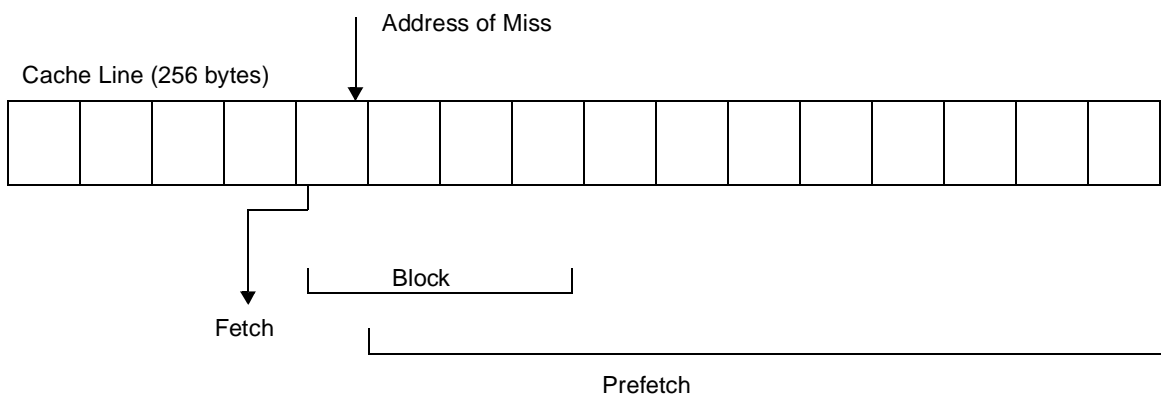 Address of Miss
Cache Line (256 bytes)
Block
Fetch
Prefetch